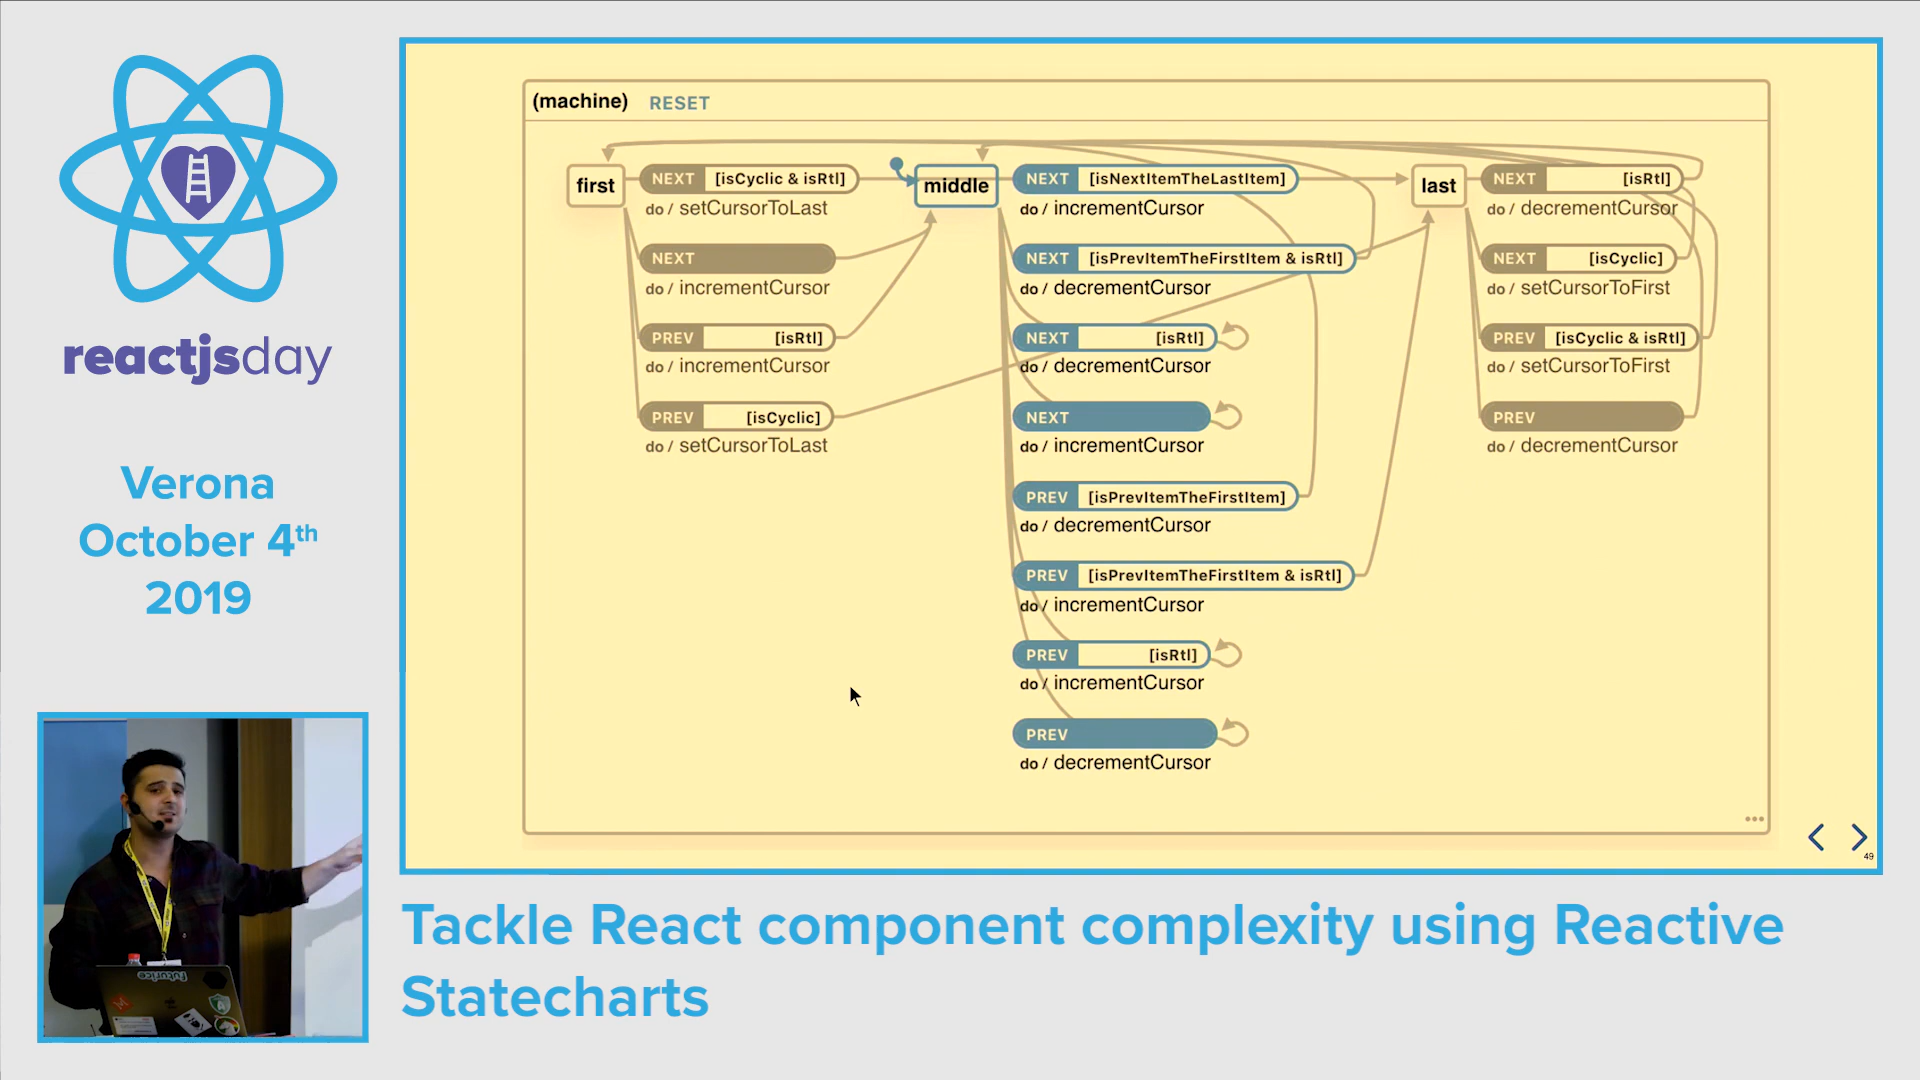 reactjsday
Verona
October 4th
2019
(machine) RESET
first
NEXT [isCyclic & isRtl]
do / setCursorToLast
NEXT
do / incrementCursor
PREV [isRtl]
do / incrementCursor
PREV [isCyclic]
do / setCursorToLast
middle
NEXT [isNextItemTheLastItem]
do / incrementCursor
NEXT [isPrevItemTheFirstItem & isRtl]
do / decrementCursor
NEXT [isRtl]
do / decrementCursor
NEXT
do / incrementCursor
PREV [isPrevItemTheFirstItem]
do / decrementCursor
PREV [isPrevItemTheFirstItem & isRtl]
do / incrementCursor
PREV [isRtl]
do / incrementCursor
PREV
do / decrementCursor
last
NEXT [isRtl]
do / decrementCursor
NEXT [isCyclic]
do / setCursorToFirst
PREV [isCyclic & isRtl]
do / setCursorToFirst
PREV
do / decrementCursor
49
futurice
Tackle React component complexity using Reactive
Statecharts